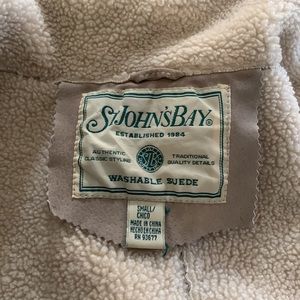 St. John's Bay®
ESTABLISHED 1984
AUTHENTIC
CLASSIC STYLING
SJB
TRADITIONAL
QUALITY DETAILS
WASHABLE SUEDE
SMALL/
CHICO
MADE IN CHINA
HECHO EN CHINA
RN 93677